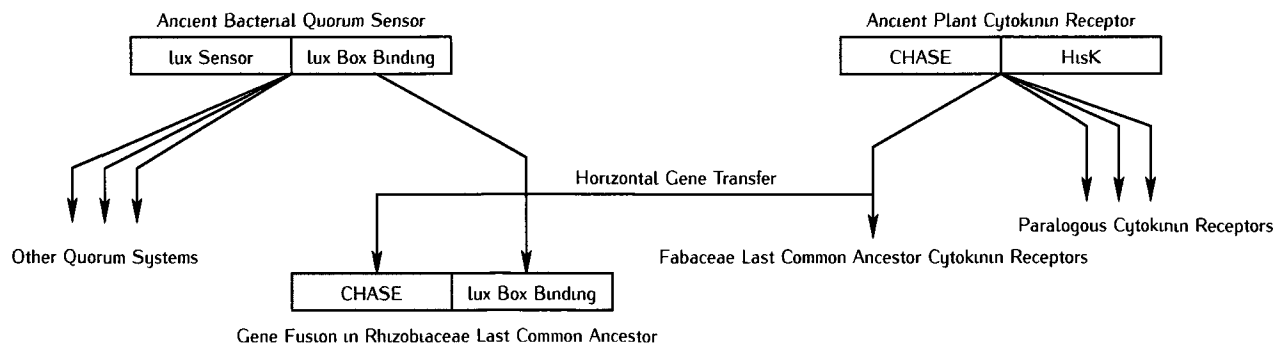 Ancient Bacterial Quorum Sensor
Ancient Plant Cytokinin Receptor
lux Sensor
lux Box Binding
CHASE
HisK
Horizontal Gene Transfer
Other Quorum Systems
Paralogous Cytokinin Receptors
Fabaceae Last Common Ancestor Cytokinin Receptors
CHASE
lux Box Binding
Gene Fusion in Rhizobiaceae Last Common Ancestor